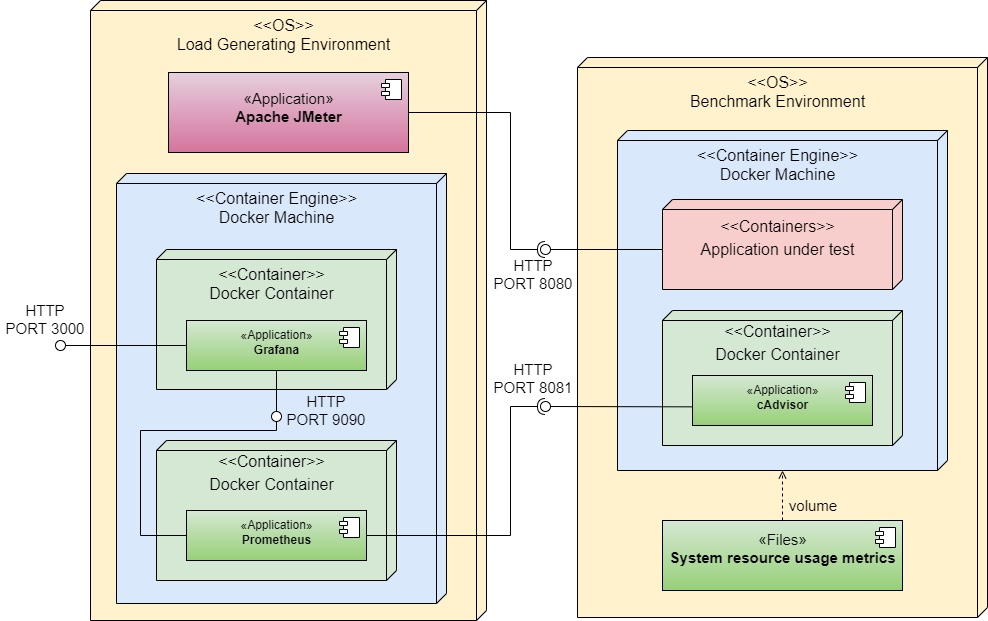 <<OS>>
Load Generating Environment
«Application»
Apache JMeter
<<Container Engine>>
Docker Machine
<<Container>>
Docker Container
«Application»
Grafana
HTTP
PORT 3000
HTTP
PORT 9090
<<Container>>
Docker Container
«Application»
Prometheus
HTTP
PORT 8080
HTTP
PORT 8081
<<OS>>
Benchmark Environment
<<Container Engine>>
Docker Machine
<<Containers>>
Application under test
<<Container>>
Docker Container
«Application»
cAdvisor
volume
«Files»
System resource usage metrics